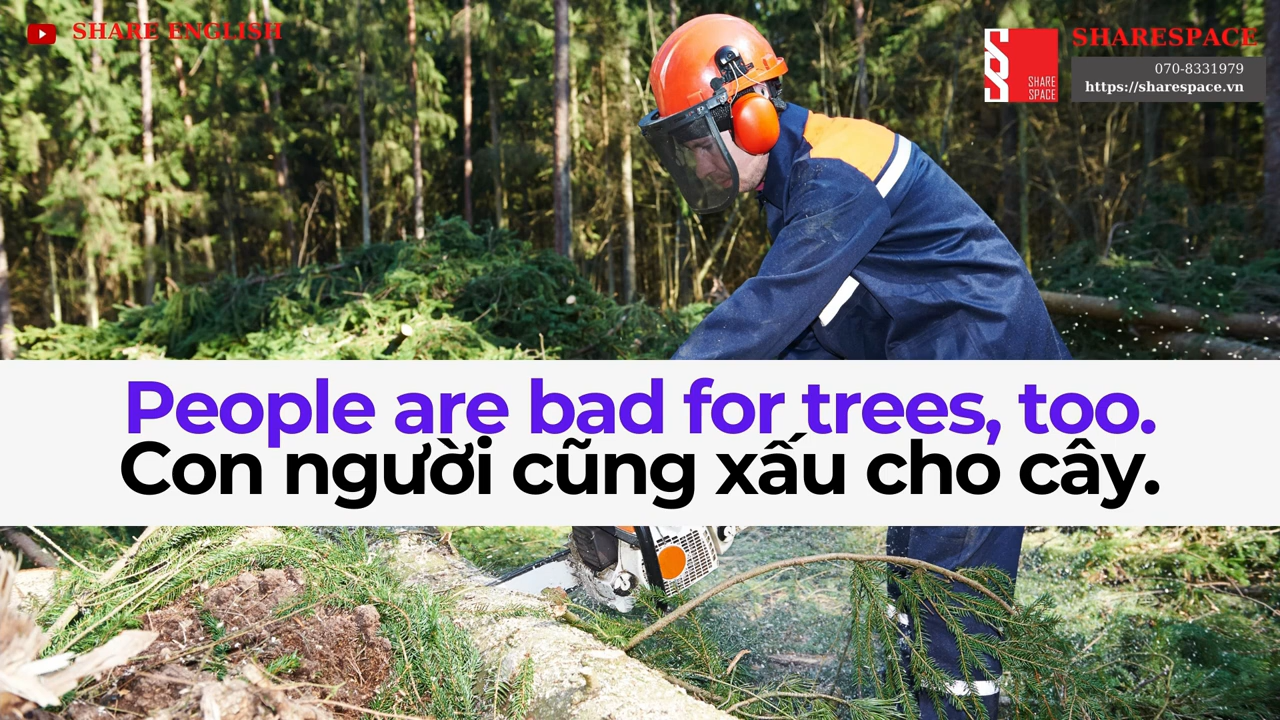 SHARE ENGLISH
SHARE
SPACE
SHARESPACE
070-8331979
https://sharespace.vn
People are bad for trees, too.
Con người cũng xấu cho cây.